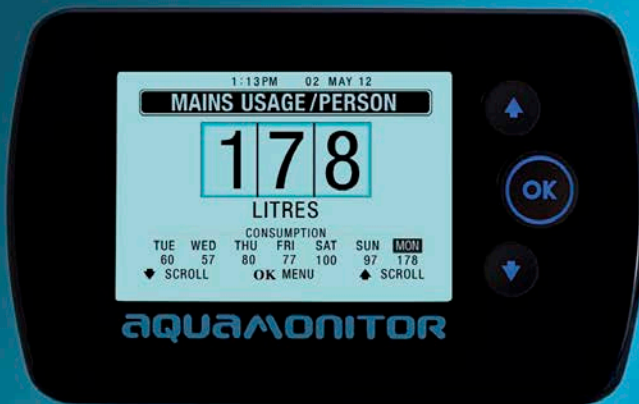 1:13PM 02 MAY 12
MAINS USAGE/PERSON
178
LITRES
CONSUMPTION
TUE WED THU FRI SAT SUN MON
60 57 80 77 100 97 178
SCROLL OK MENU SCROLL
OK
aquamonitor